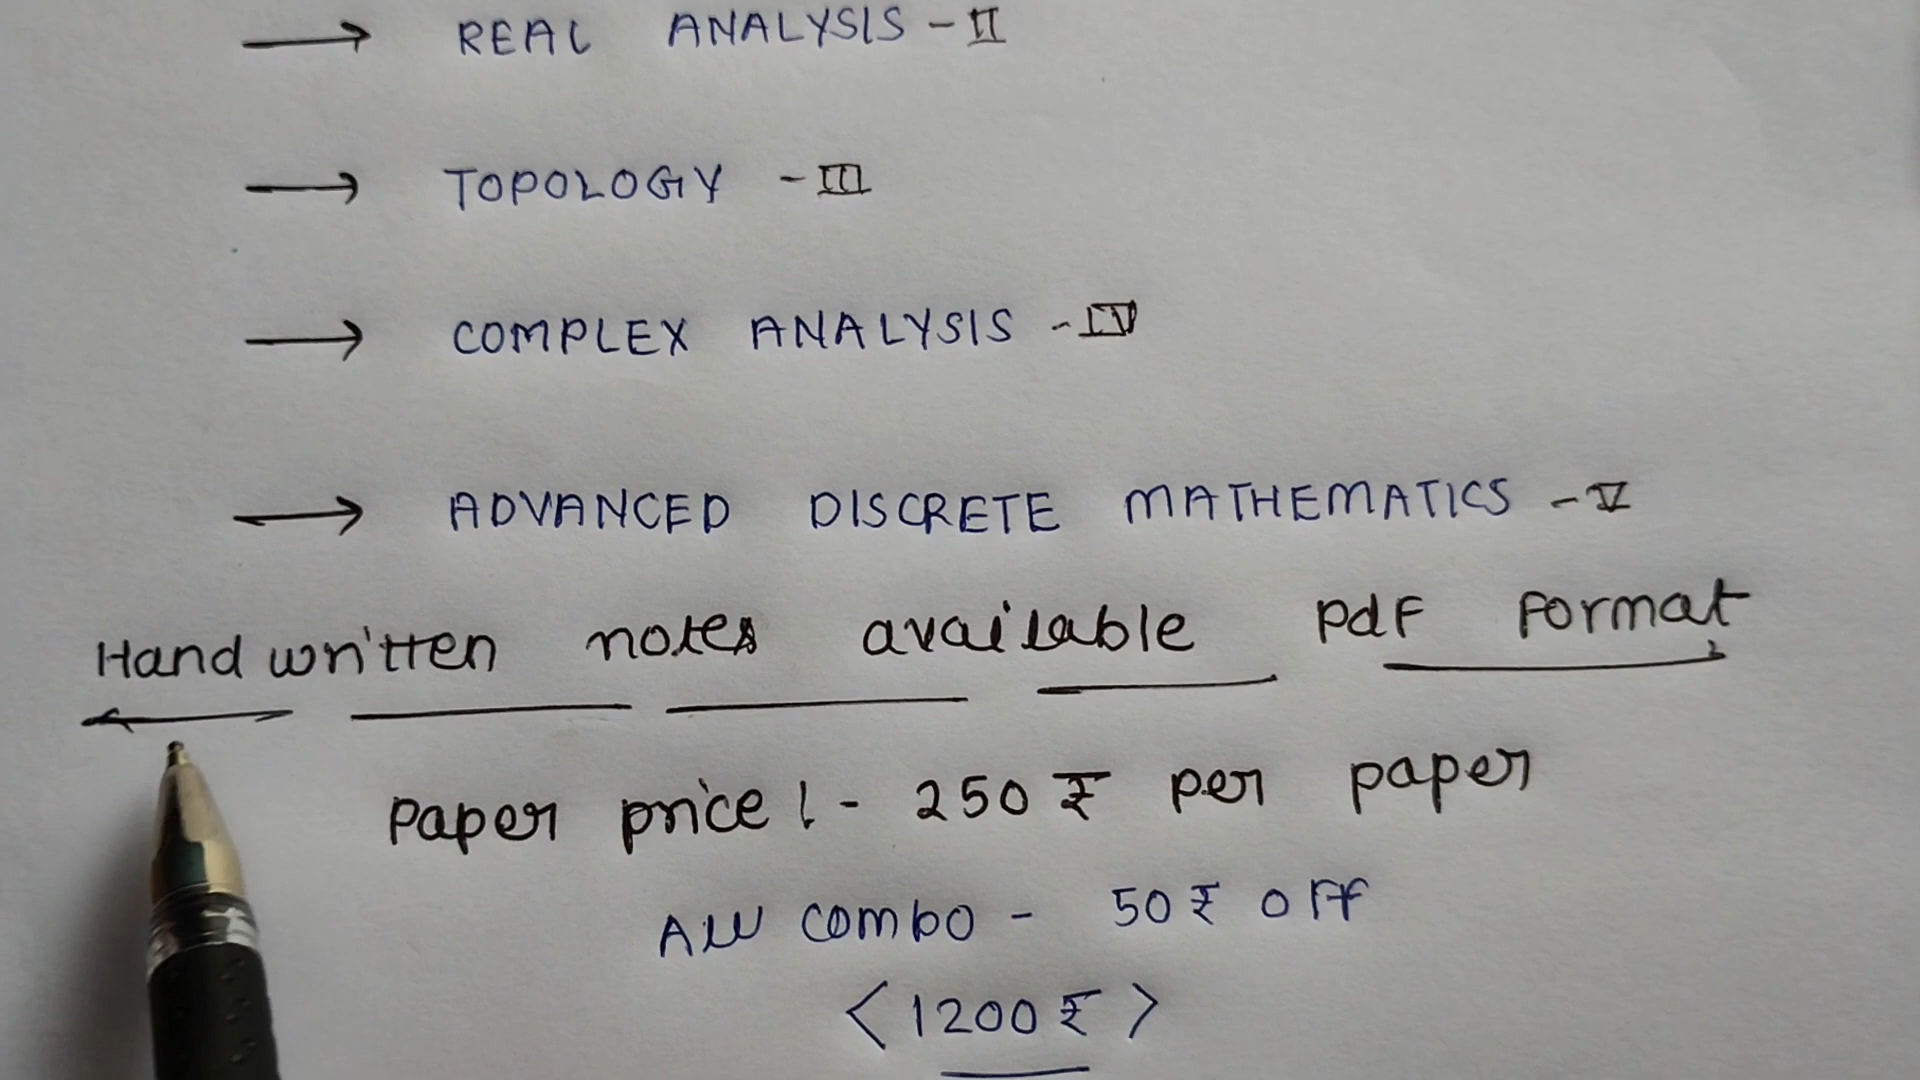 → REAL ANALYSIS - II
→ TOPOLOGY - III
→ COMPLEX ANALYSIS - IV
→ ADVANCED DISCRETE MATHEMATICS - V
Hand written notes available pdf format
Paper price :- 250 ₹ per paper
All combo - 50 ₹ off
<1200 ₹>